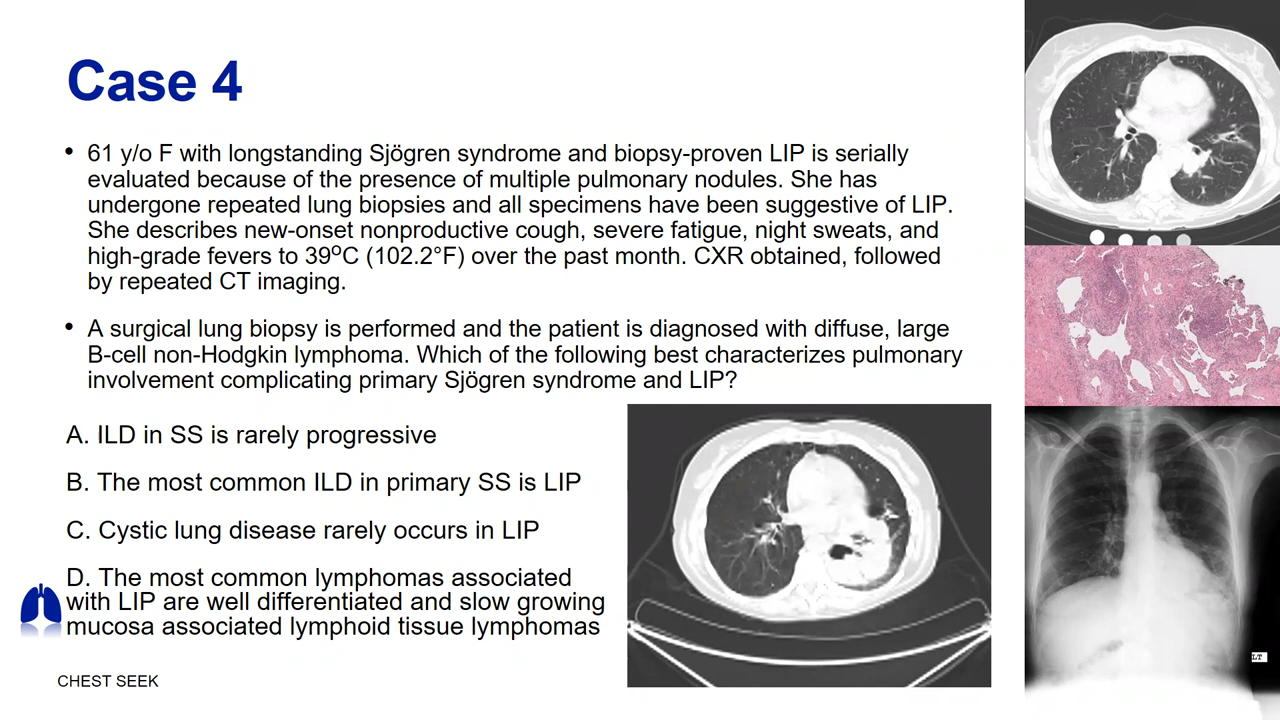 Case 4
• 61 y/o F with longstanding Sjögren syndrome and biopsy-proven LIP is serially
evaluated because of the presence of multiple pulmonary nodules. She has
undergone repeated lung biopsies and all specimens have been suggestive of LIP.
She describes new-onset nonproductive cough, severe fatigue, night sweats, and
high-grade fevers to 39ºC (102.2°F) over the past month. CXR obtained, followed
by repeated CT imaging.
• A surgical lung biopsy is performed and the patient is diagnosed with diffuse, large
B-cell non-Hodgkin lymphoma. Which of the following best characterizes pulmonary
involvement complicating primary Sjögren syndrome and LIP?
A. ILD in SS is rarely progressive
B. The most common ILD in primary SS is LIP
C. Cystic lung disease rarely occurs in LIP
D. The most common lymphomas associated
with LIP are well differentiated and slow growing
mucosa associated lymphoid tissue lymphomas
CHEST SEEK
LT